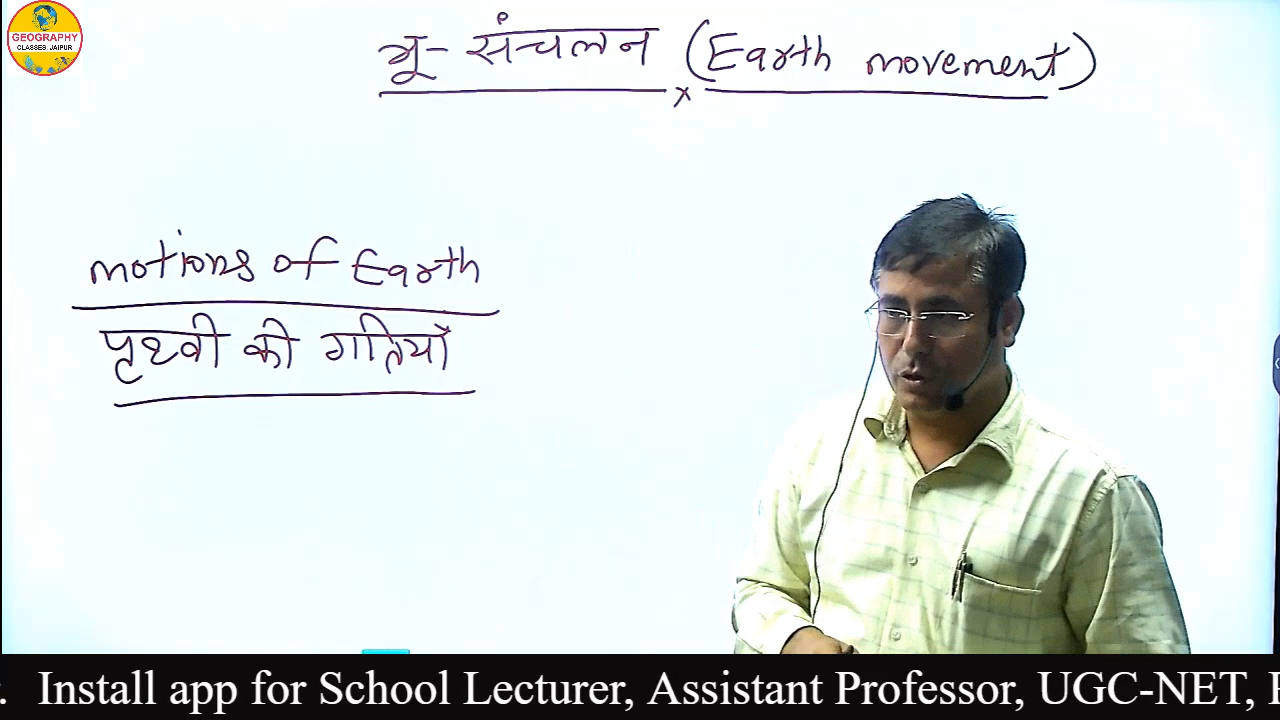 GEOGRAPHY
CLASSES, JAIPUR
भू-संचलन (Earth movement)
x
motions of Earth
पृथ्वी की गतियाँ
. Install app for School Lecturer, Assistant Professor, UGC-NET,